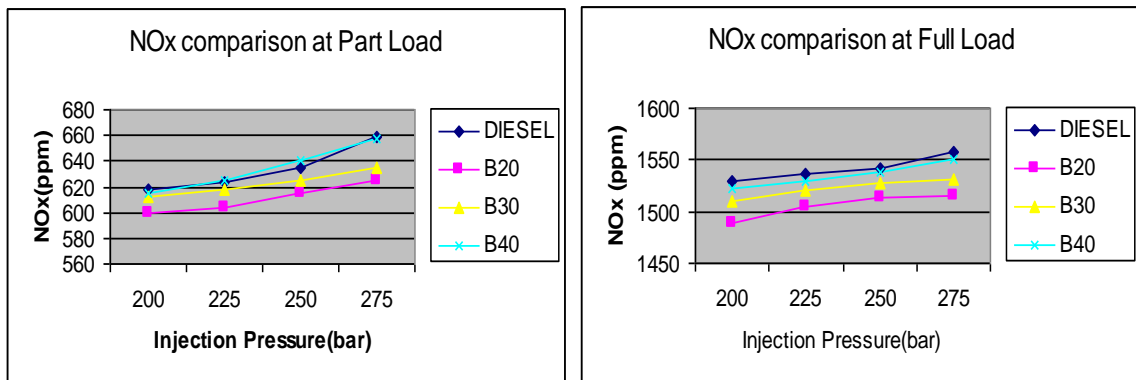 NOx comparison at Part Load
NOx(ppm)
680
660
640
620
600
580
560
200 225 250 275
Injection Pressure(bar)
DIESEL
B20
B30
B40
NOx comparison at Full Load
NOx (ppm)
1600
1550
1500
1450
200 225 250 275
Injection Pressure(bar)
DIESEL
B20
B30
B40